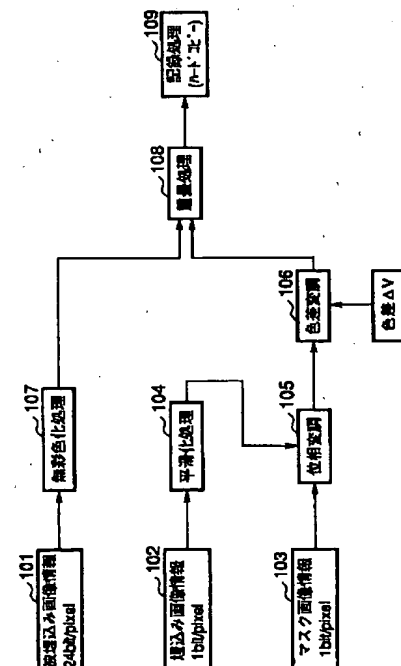 101
被埋込み画像情報
24bit/pixel
107
無彩色化処理
102
埋込み画像情報
1bit/pixel
104
平滑化処理
103
マスク画像情報
1bit/pixel
105
位相変調
106
色差変調
色差ΔV
108
重畳処理
109
記録処理
(ハードコピー)